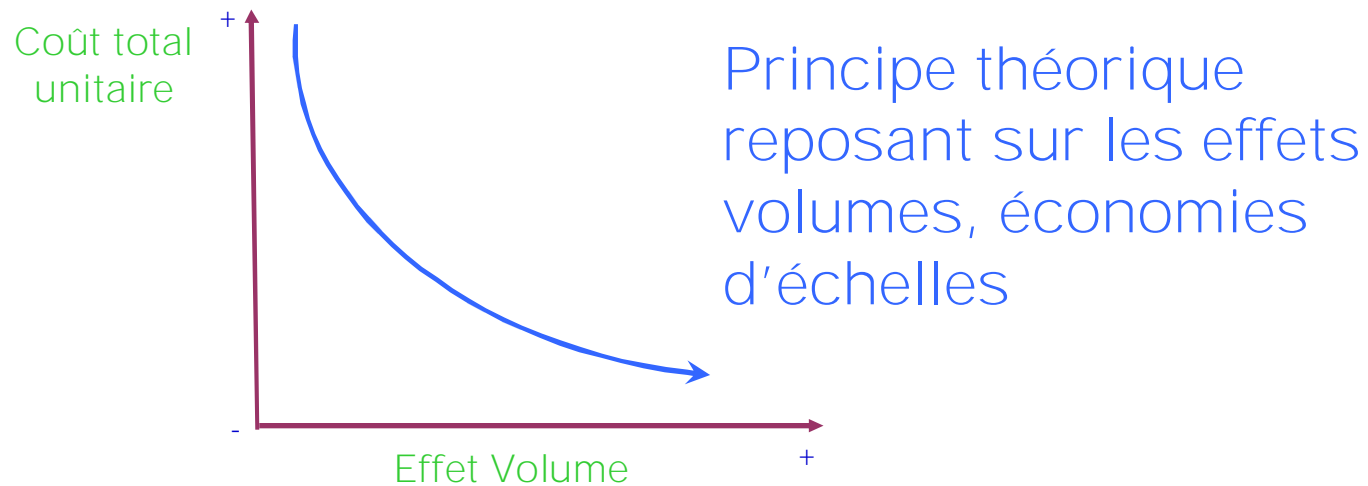 +
Coût total
unitaire
Principe théorique
reposant sur les effets
volumes, économies
d'échelles
-
+
Effet Volume